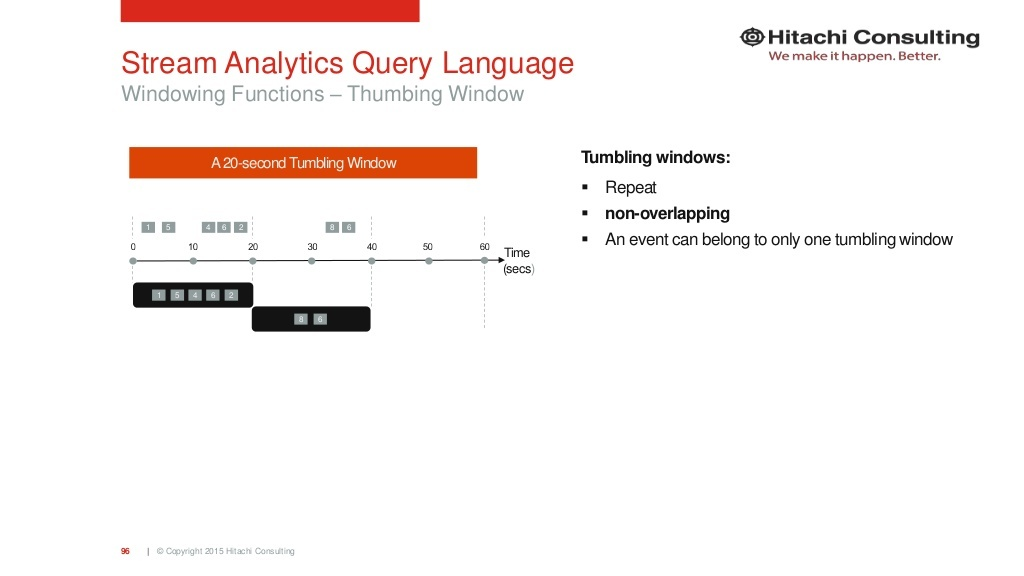 Hitachi Consulting
We make it happen. Better.
Stream Analytics Query Language
Windowing Functions – Thumbing Window
A 20-second Tumbling Window
1 5 4 6 2 8 6
0 10 20 30 40 50 60
Time
(secs)
1 5 4 6 2
8 6
Tumbling windows:
▪ Repeat
▪ non-overlapping
▪ An event can belong to only one tumbling window
96 | © Copyright 2015 Hitachi Consulting